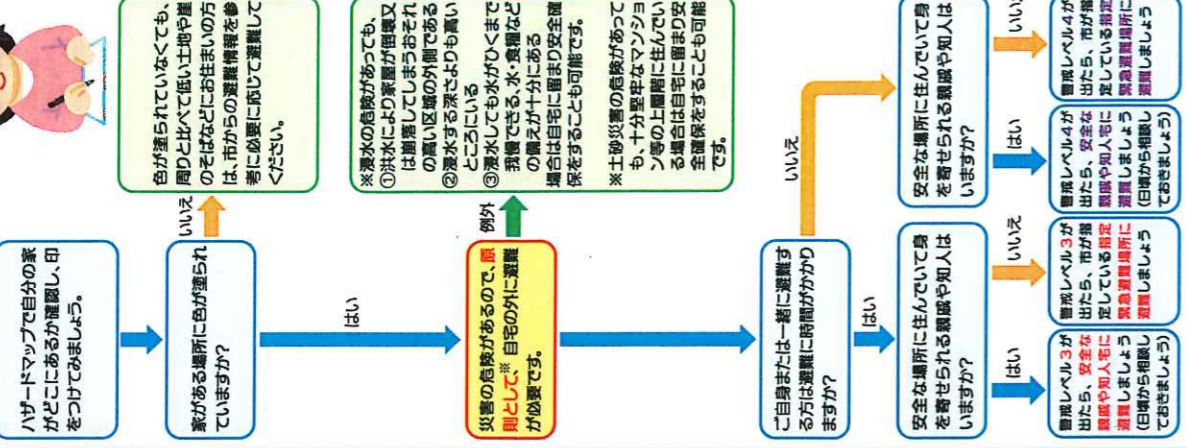 ハザードマップで自分の家
がどこにあるか確認し、印
をつけてみましょう。
家がある場所に色が塗られ
ていますか?
いいえ
色が塗られていなくても、
周りと比べて低い土地や崖
のそばなどにお住まいの方
は、市からの避難情報を参
考に必要に応じて避難して
ください。
はい
災害の危険があるので、原
則として※、自宅の外に避難
が必要です。
例外
※浸水の危険があっても、
①洪水により家屋が倒壊又
は崩落してしまうおそれ
の高い区域の外側である
②浸水する深さよりも高い
ところにいる
③浸水しても水がひくまで
我慢できる、水・食糧など
の備えが十分にある
場合は自宅に留まり安全確
保をすることも可能です。
※土砂災害の危険があって
も、十分堅牢なマンショ
ン等の上層階に住んでい
る場合は自宅に留まり安
全確保をすることも可能
です。
ご自身または一緒に避難す
る方は避難に時間がかかり
ますか?
はい
いいえ
安全な場所に住んでいて身
を寄せられる親戚や知人は
いますか?
はい
いいえ
警戒レベル3が
出たら、安全な
親戚や知人宅に
避難しましょう
(日頃から相談し
ておきましょう)
警戒レベル3が
出たら、市が指
定している指定
緊急避難場所に
避難しましょう
安全な場所に住んでいて身
を寄せられる親戚や知人は
いますか?
はい
いいえ
警戒レベル4が
出たら、安全な
親戚や知人宅に
避難しましょう
(日頃から相談し
ておきましょう)
警戒レベル4が
出たら、市が指
定している指定
緊急避難場所に
避難しましょう